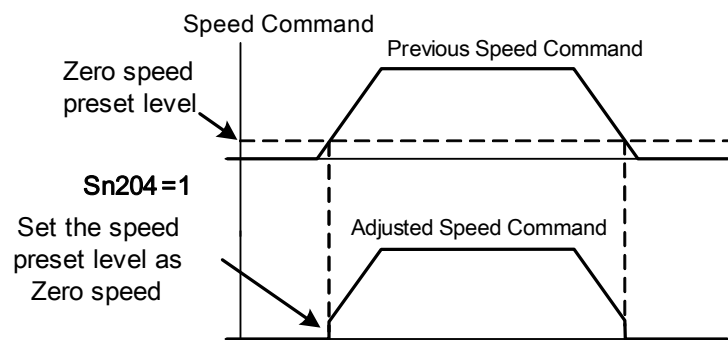 Speed Command
Previous Speed Command
Zero speed
preset level
Sn204=1
Set the speed
preset level as
Zero speed
Adjusted Speed Command